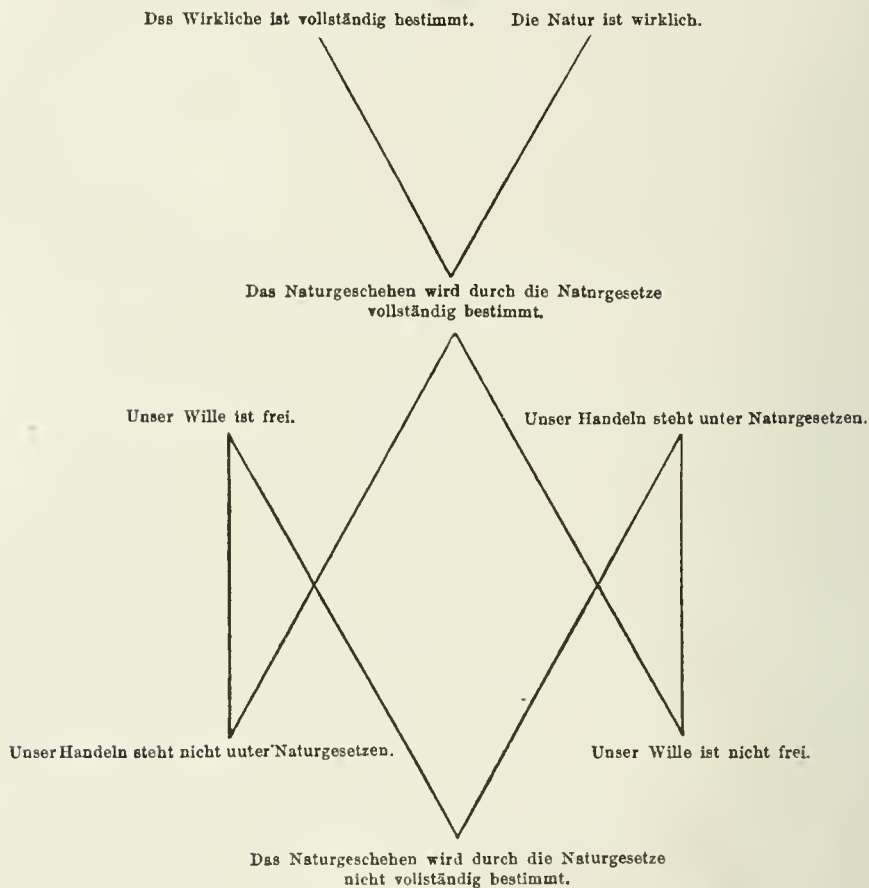 Dss Wirkliche ist vollständig bestimmt. Die Natur ist wirklich.
Das Naturgeschehen wird durch die Natnrgesetze
vollständig bestimmt.
Unser Wille ist frei. Unser Handeln steht unter Natnrgesetzen.
Unser Handeln steht nicht uuter Naturgesetzen. Unser Wille ist nicht frei.
Das Naturgeschehen wird durch die Naturgesetze
nicht vollständig bestimmt.